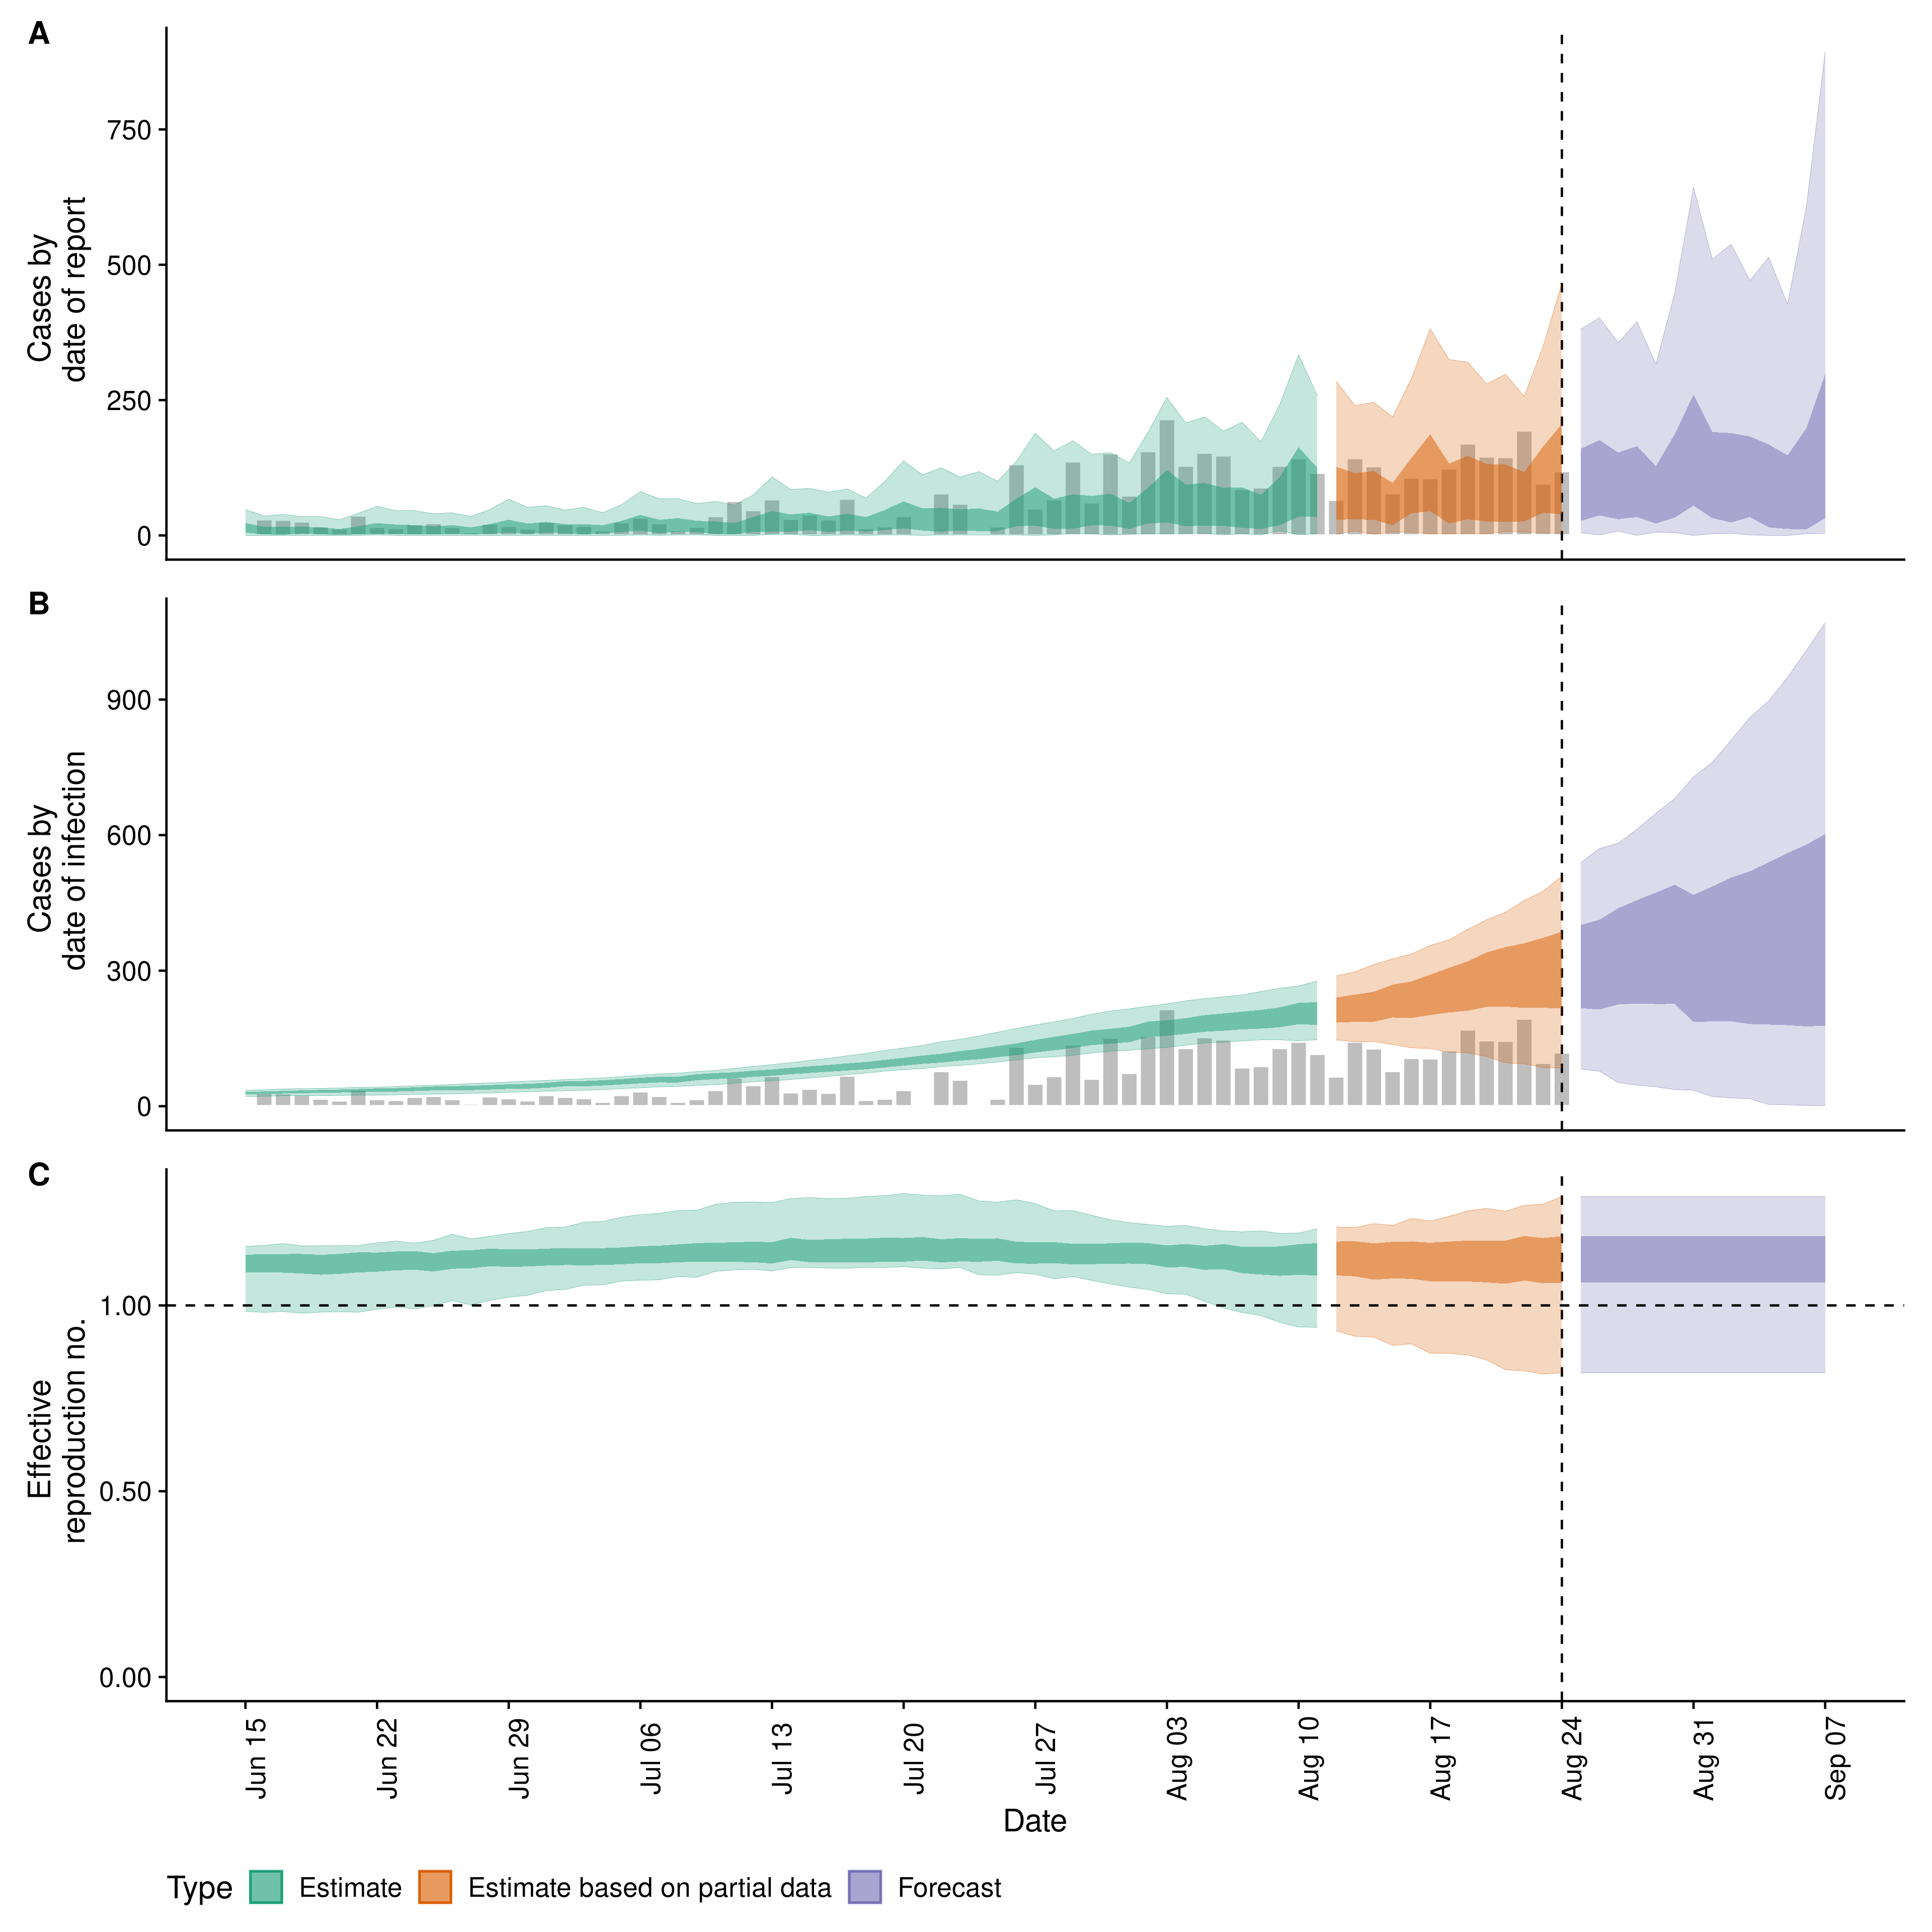 A
Cases by
date of report
750
500
250
0
B
Cases by
date of infection
900
600
300
0
C
Effective
reproduction no.
1.00
0.50
0.00
Jun 15
Jun 22
Jun 29
Jul 06
Jul 13
Jul 20
Jul 27
Aug 03
Aug 10
Aug 17
Aug 24
Aug 31
Sep 07
Date
Type Estimate Estimate based on partial data Forecast